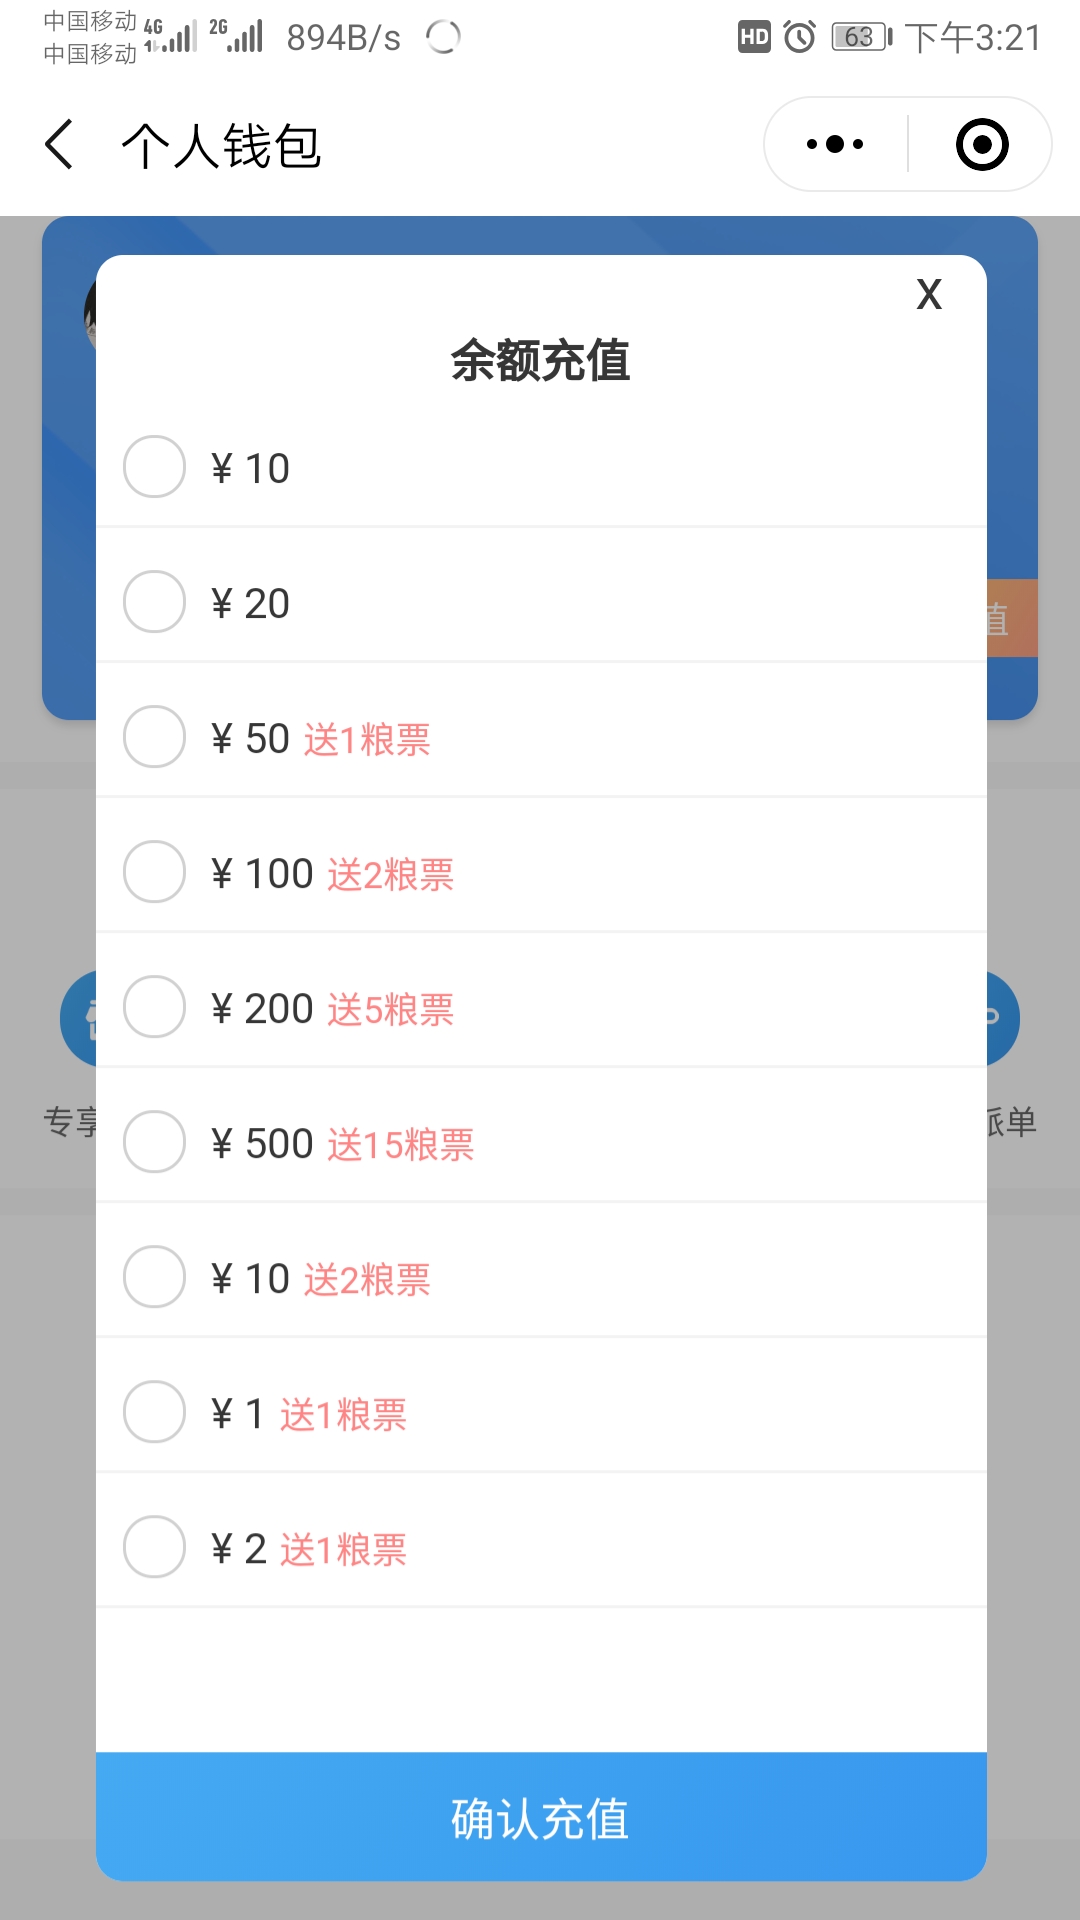 中国移动 4G 2G 894B/s HD 63 下午3:21
中国移动
个人钱包
X
余额充值
¥ 10
¥ 20
值
¥ 50 送1粮票
¥ 100 送2粮票
¥ 200 送5粮票
¥ 500 送15粮票
专享 派单
¥ 10 送2粮票
¥ 1 送1粮票
¥ 2 送1粮票
确认充值